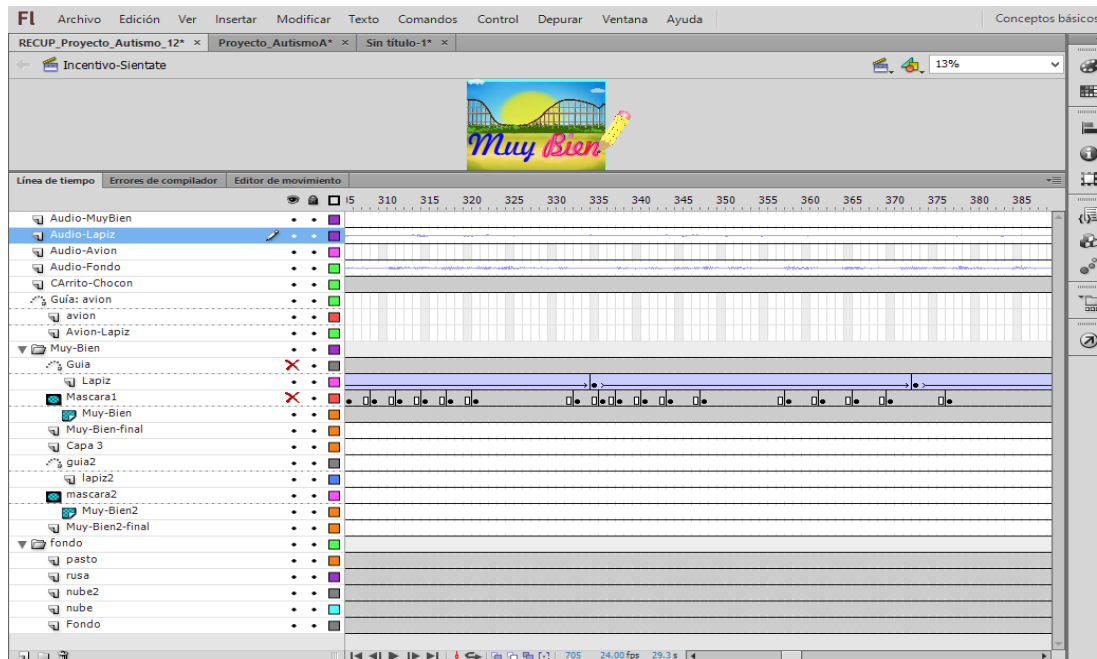 Fl Archivo Edición Ver Insertar Modificar Texto Comandos Control Depurar Ventana Ayuda Conceptos básicos
RECUP_Proyecto_Autismo_12* × Proyecto_AutismoA* × Sin título-1* ×
Incentivo-Sientate 13%
Muy Bien
Línea de tiempo Errores de compilador Editor de movimiento
310 315 320 325 330 335 340 345 350 355 360 365 370 375 380 385
Audio-MuyBien
Audio-Lapiz
Audio-Avion
Audio-Fondo
CArrito-Chocon
Guía: avion
avion
Avion-Lapiz
Muy-Bien
Guia
Lapiz
Mascara1
Muy-Bien
Muy-Bien-final
Capa 3
guia2
lapiz2
mascara2
Muy-Bien2
Muy-Bien2-final
fondo
pasto
rusa
nube2
nube
Fondo
705 24.00 fps 29.3 s